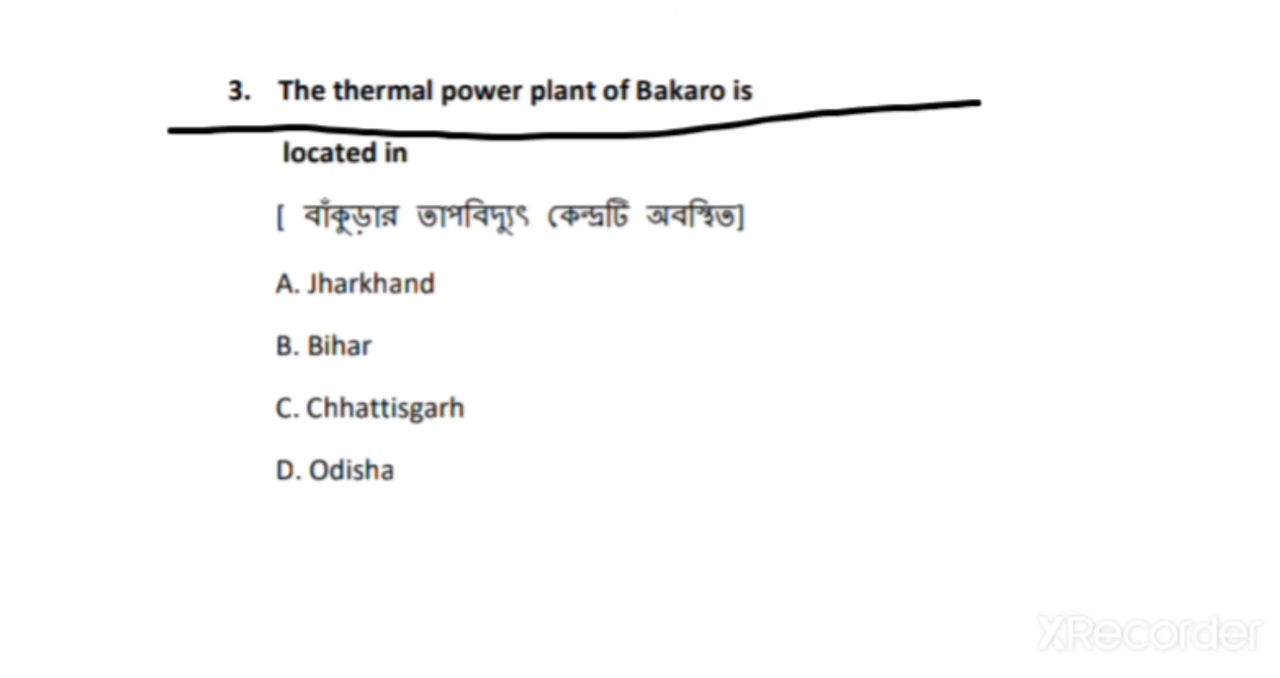 3. The thermal power plant of Bakaro is
located in
[ বাঁকুড়ার তাপবিদ্যুৎ কেন্দ্রটি অবস্থিত]
A. Jharkhand
B. Bihar
C. Chhattisgarh
D. Odisha
XRecorder